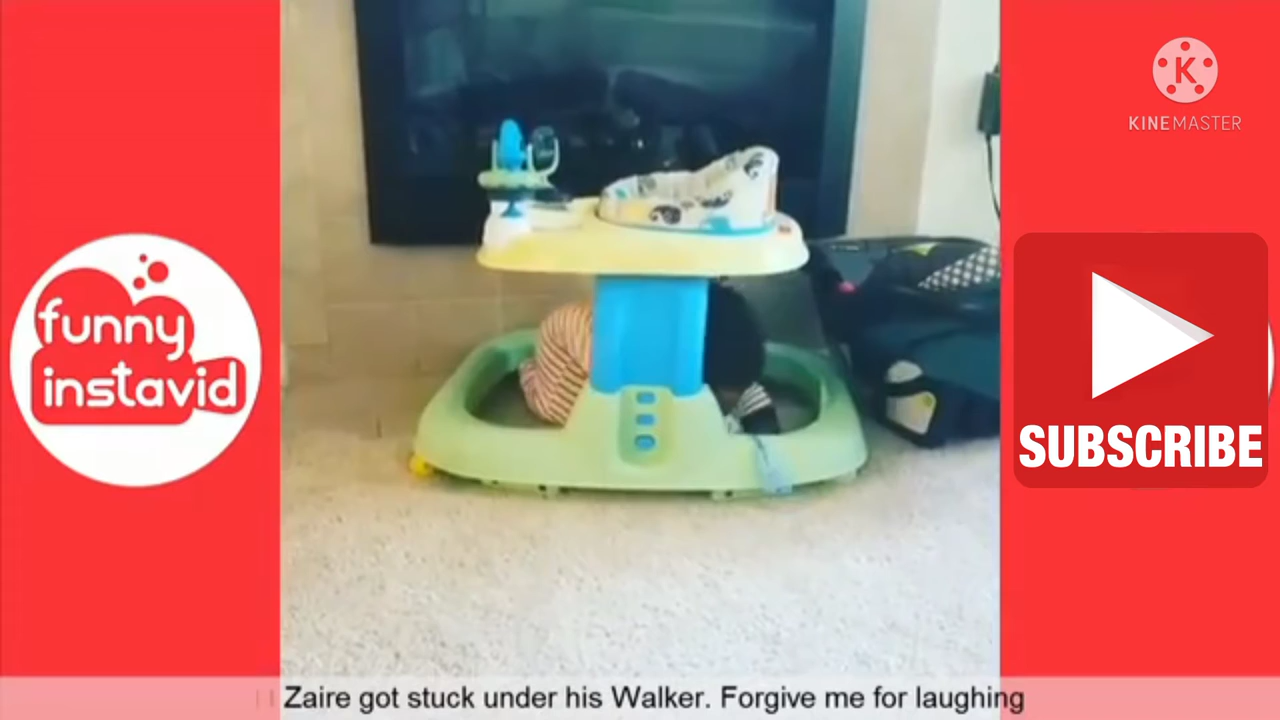 KINEMASTER
funny
instavid
SUBSCRIBE
Zaire got stuck under his Walker. Forgive me for laughing